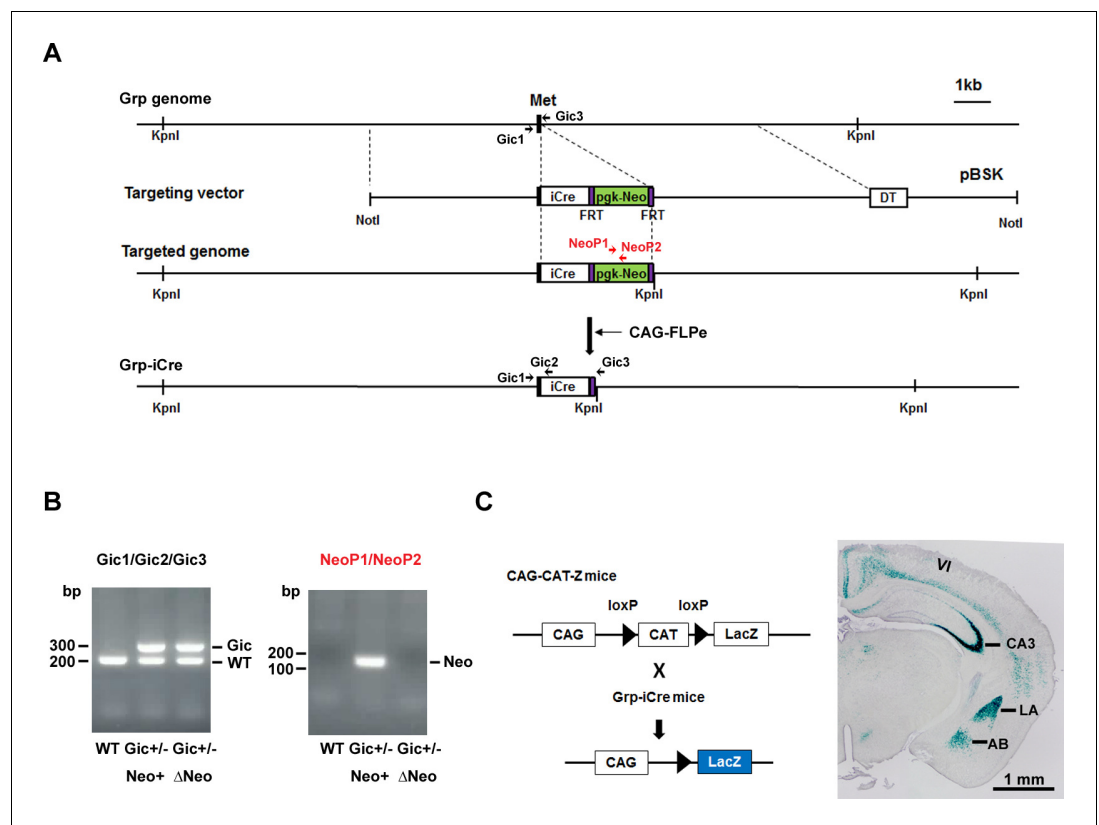 A
Grp genome
1kb
Met
Gic3
Gic1
KpnI
KpnI
Targeting vector
pBSK
iCre
pgk-Neo
DT
FRT
FRT
NotI
NotI
NeoP1
NeoP2
Targeted genome
iCre
pgk-Neo
KpnI
KpnI
KpnI
CAG-FLPe
Grp-iCre
Gic2
Gic3
Gic1
iCre
KpnI
KpnI
KpnI
B
Gic1/Gic2/Gic3
NeoP1/NeoP2
bp
bp
300
200
Gic
WT
200
100
Neo
WT Gic+/- Gic+/-
Neo+ ΔNeo
WT Gic+/- Gic+/-
Neo+ ΔNeo
C
CAG-CAT-Z mice
loxP
loxP
CAG
CAT
LacZ
X
Grp-iCre mice
CAG
LacZ
VI
CA3
LA
AB
1 mm